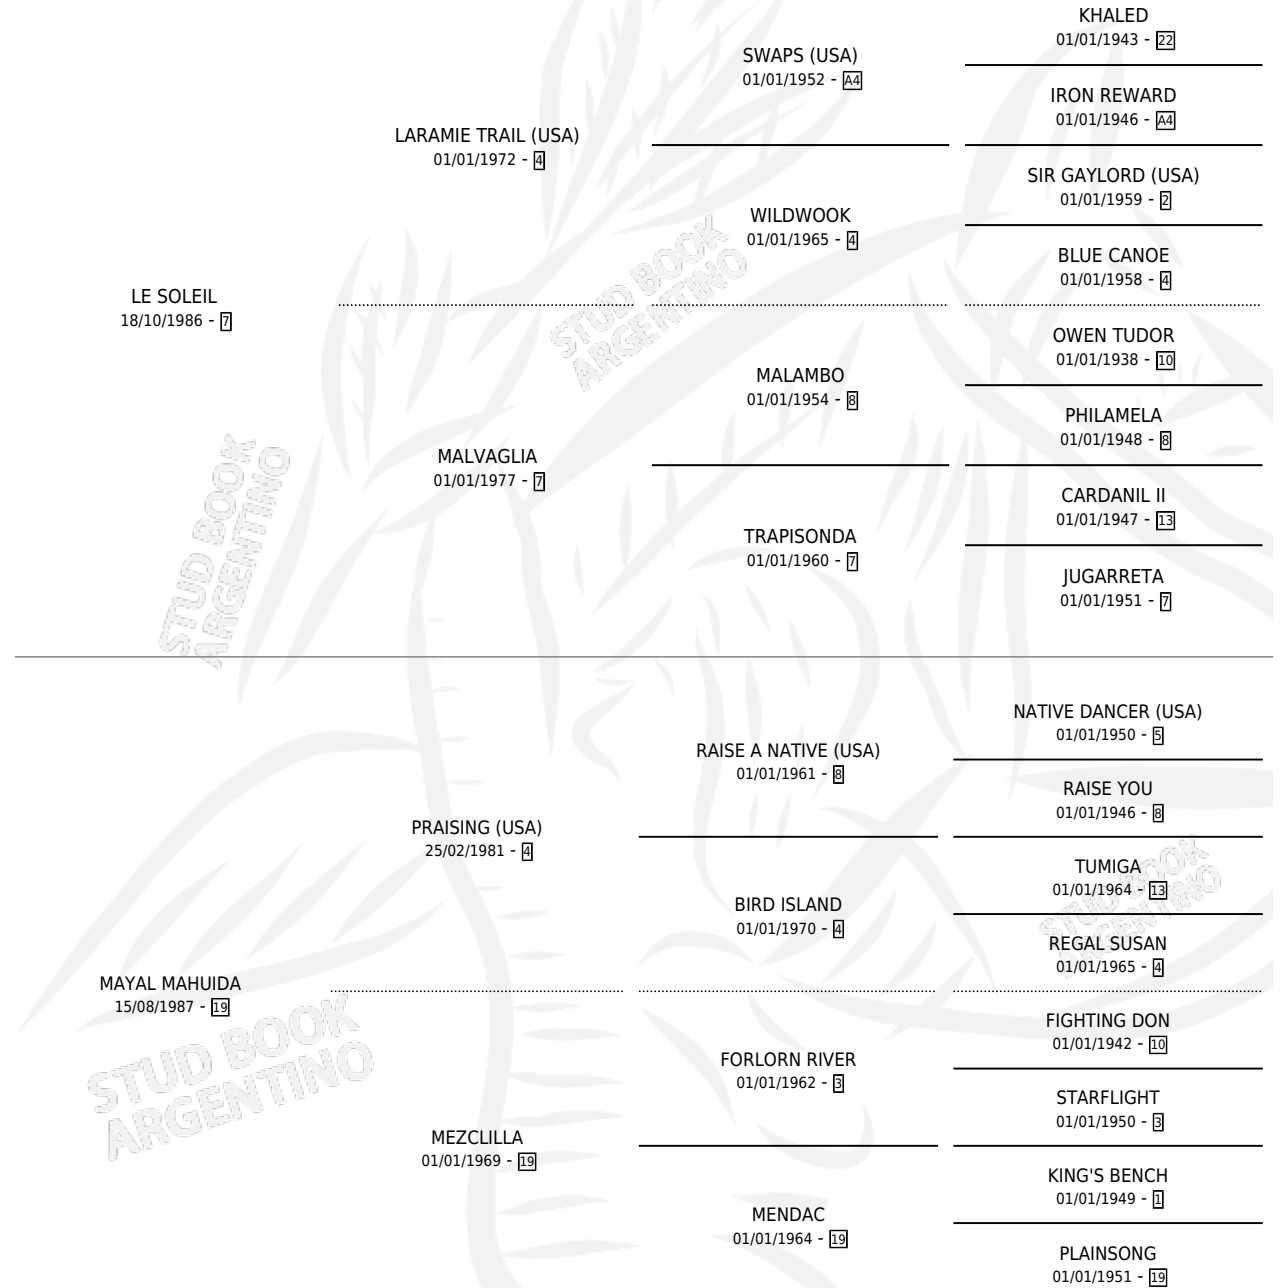 KHALED
01/01/1943 - 22
SWAPS (USA)
01/01/1952 - A4
IRON REWARD
01/01/1946 - A4
LARAMIE TRAIL (USA)
01/01/1972 - 4
SIR GAYLORD (USA)
01/01/1959 - 2
WILDWOOK
01/01/1965 - 4
BLUE CANOE
01/01/1958 - 4
LE SOLEIL
18/10/1986 - 7
STUD BOOK
ARGENTINO
OWEN TUDOR
01/01/1938 - 10
MALAMBO
01/01/1954 - 8
PHILAMELA
01/01/1948 - 8
MALVAGLIA
01/01/1977 - 7
CARDANIL II
01/01/1947 - 13
TRAPISONDA
01/01/1960 - 7
JUGARRETA
01/01/1951 - 7
STUD BOOK
ARGENTINO
NATIVE DANCER (USA)
01/01/1950 - 5
RAISE A NATIVE (USA)
01/01/1961 - 8
RAISE YOU
01/01/1946 - 8
PRAISING (USA)
25/02/1981 - 4
TUMIGA
01/01/1964 - 13
STUD BOOK
ARGENTINO
BIRD ISLAND
01/01/1970 - 4
REGAL SUSAN
01/01/1965 - 4
MAYAL MAHUIDA
15/08/1987 - 19
STUD BOOK
ARGENTINO
FIGHTING DON
01/01/1942 - 10
FORLORN RIVER
01/01/1962 - 3
STARFLIGHT
01/01/1950 - 3
MEZCLILLA
01/01/1969 - 19
KING'S BENCH
01/01/1949 - 1
MENDAC
01/01/1964 - 19
PLAINSONG
01/01/1951 - 19